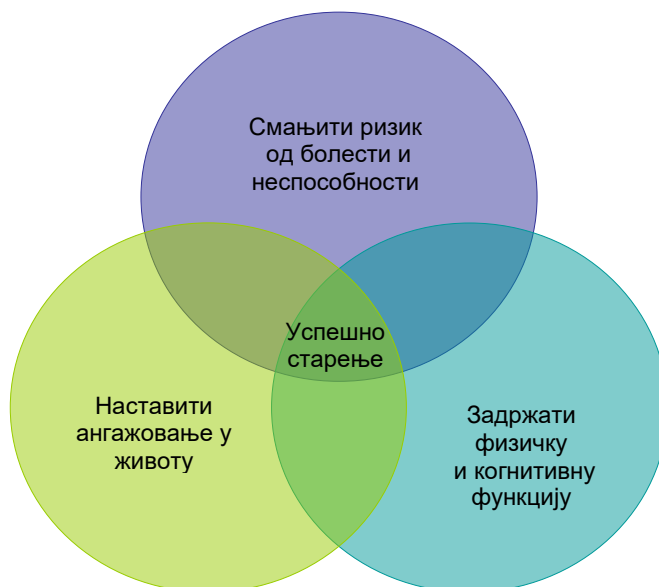 Смањити ризик
од болести и
неспособности
Успешно
старење
Наставити
ангажовање у
животу
Задржати
физичку
и когнитивну
функцију